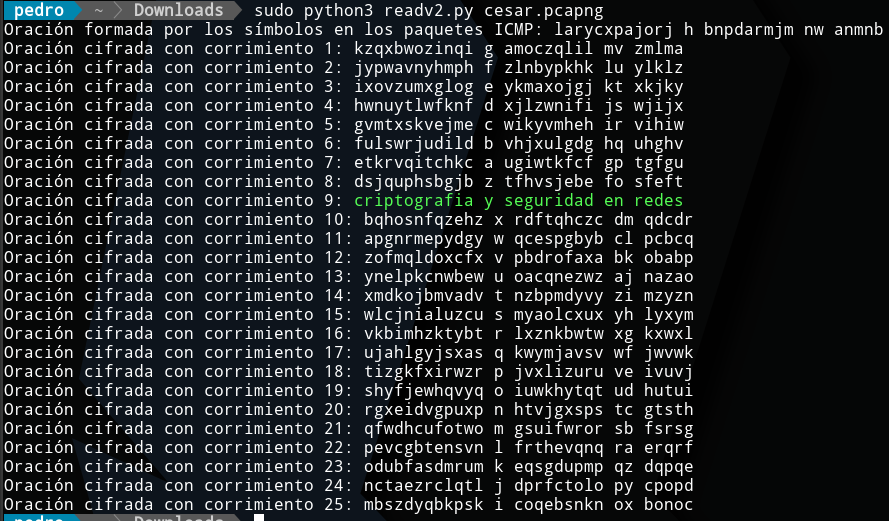 pedro ~ Downloads sudo python3 readv2.py cesar.pcapng
Oración formada por los símbolos en los paquetes ICMP: larycxpajorj h bnpdarmjm nw anmnb
Oración cifrada con corrimiento 1: kzqxbwozinqi g amoczqlil mv zmlma
Oración cifrada con corrimiento 2: jypwavnyhmph f zlnbypkhk lu ylklz
Oración cifrada con corrimiento 3: ixovzumxglog e ykmaxojgj kt xkjky
Oración cifrada con corrimiento 4: hwnuytlwfknf d xjlzwnifi js wjijx
Oración cifrada con corrimiento 5: gvmtxskvejme c wikyvmheh ir vihiw
Oración cifrada con corrimiento 6: fulswrjudild b vhjxulgdg hq uhghv
Oración cifrada con corrimiento 7: etkrvqitchkc a ugiwtkfcf gp tgfgu
Oración cifrada con corrimiento 8: dsjquphsbgjb z tfhvsjebe fo sfeft
Oración cifrada con corrimiento 9: criptografia y seguridad en redes
Oración cifrada con corrimiento 10: bqhosnfqzehz x rdftqhczc dm qdcdr
Oración cifrada con corrimiento 11: apgnrmepydgy w qcespgbyb cl pcbcq
Oración cifrada con corrimiento 12: zofmqldoxcfx v pbdrofaxa bk obabp
Oración cifrada con corrimiento 13: ynelpkcnwbew u oacqnezwz aj nazao
Oración cifrada con corrimiento 14: xmdkojbmvadv t nzbpmdyvy zi mzyzn
Oración cifrada con corrimiento 15: wlcjnialuzcu s myaolcxux yh lyxym
Oración cifrada con corrimiento 16: vkbimhzktybt r lxznkbwtw xg kxwxl
Oración cifrada con corrimiento 17: ujahlgyjsxas q kwymjavsv wf jwvwk
Oración cifrada con corrimiento 18: tizgkfxirwzr p jvxlizuru ve ivuvj
Oración cifrada con corrimiento 19: shyfjewhqvyq o iuwkhytqt ud hutui
Oración cifrada con corrimiento 20: rgxeidvgpuxp n htvjgxsps tc gtsth
Oración cifrada con corrimiento 21: qfwdhcufotwo m gsuifwror sb fsrsg
Oración cifrada con corrimiento 22: pevcgbtensvn l frthevqnq ra erqrf
Oración cifrada con corrimiento 23: odubfasdmrum k eqsgdupmp qz dqpqe
Oración cifrada con corrimiento 24: nctaezrclqtl j dprfctolo py cpopd
Oración cifrada con corrimiento 25: mbszdyqbkpsk i coqebsnkn ox bonoc
pedro ~ Downloads